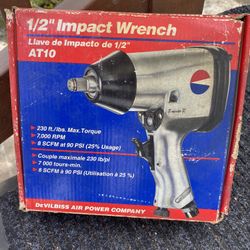 1/2" Impact Wrench
Llave de Impacto de 1/2"
AT10
• 230 ft./lbs. Max. Torque
• 7,000 RPM
• 8 SCFM at 90 PSI (25% Usage)
• Couple maximale 230 lb/pi
• 7 000 tours-min.
• 8 SCFM à 90 PSI (Utilisation à 25 %)
DeVILBISS AIR POWER COMPANY